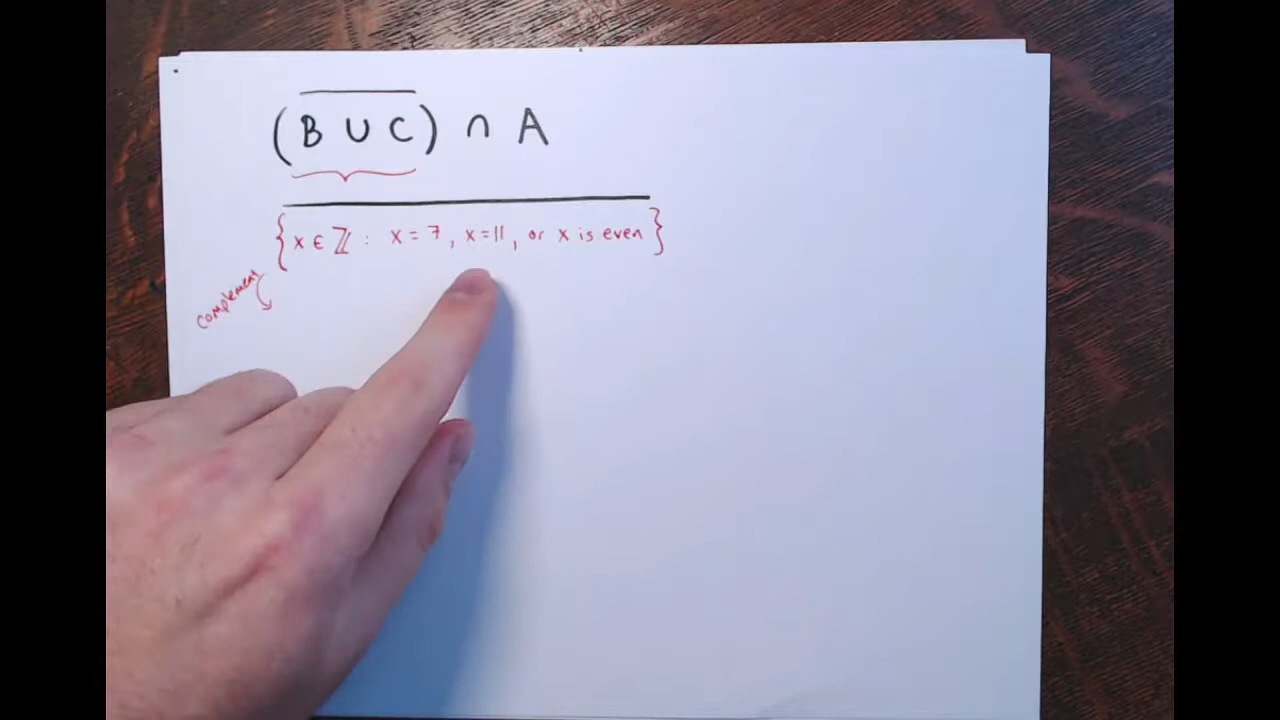 (B ∪ C)̅ ∩ A
{x ∈ ℤ : x = 7, x = 11, or x is even}
complement